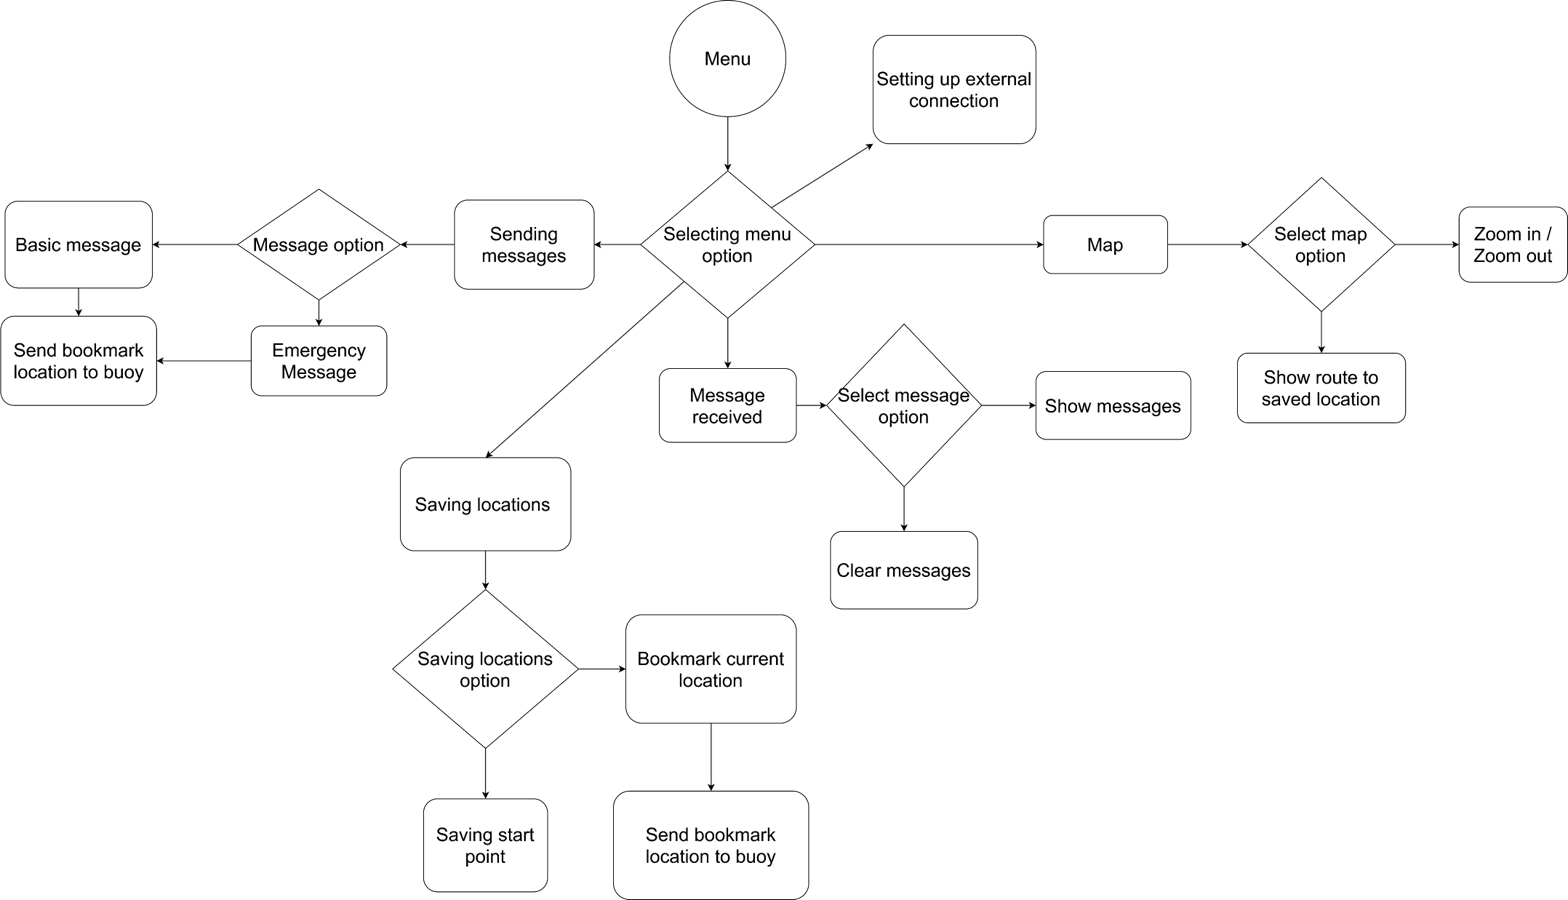 Menu
Setting up external
connection
Basic message
Message option
Sending
messages
Selecting menu
option
Map
Select map
option
Zoom in /
Zoom out
Send bookmark
location to buoy
Emergency
Message
Message
received
Select message
option
Show messages
Show route to
saved location
Saving locations
Clear messages
Saving locations
option
Bookmark current
location
Saving start
point
Send bookmark
location to buoy